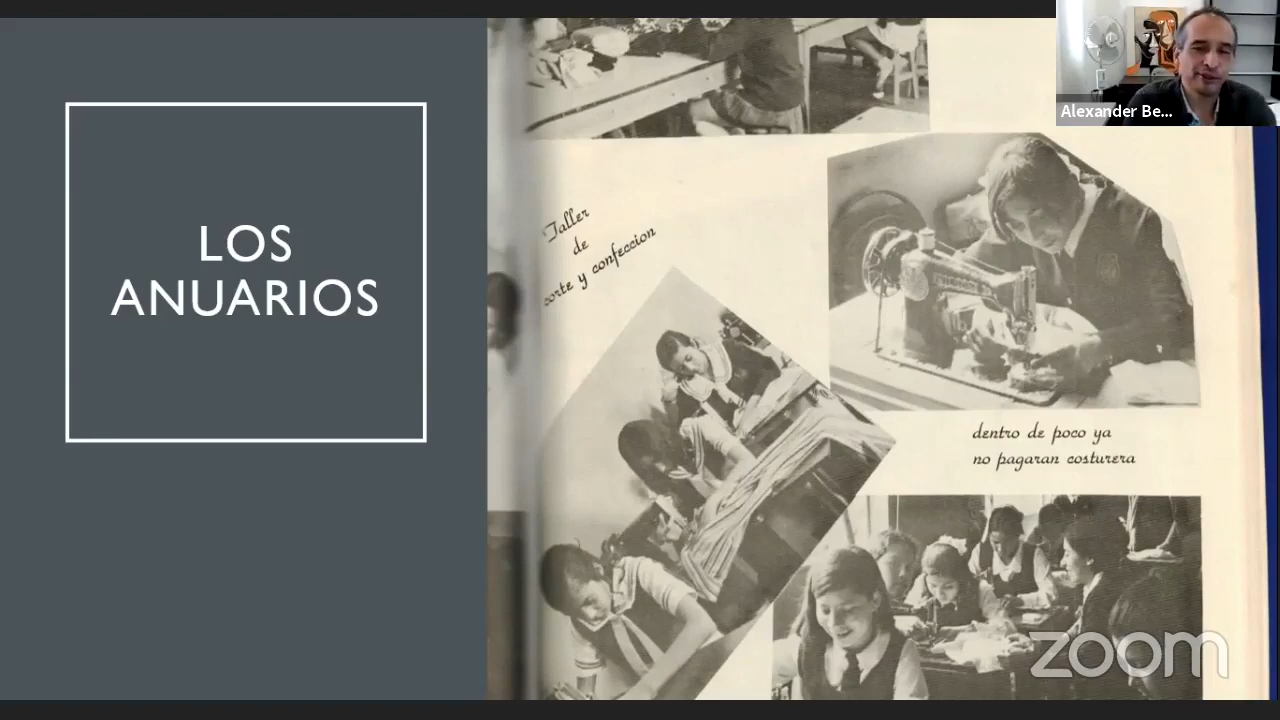 LOS
ANUARIOS
Taller
de
corte y confeccion
dentro de poco ya
no pagaran costurera
Alexander Be...
zoom